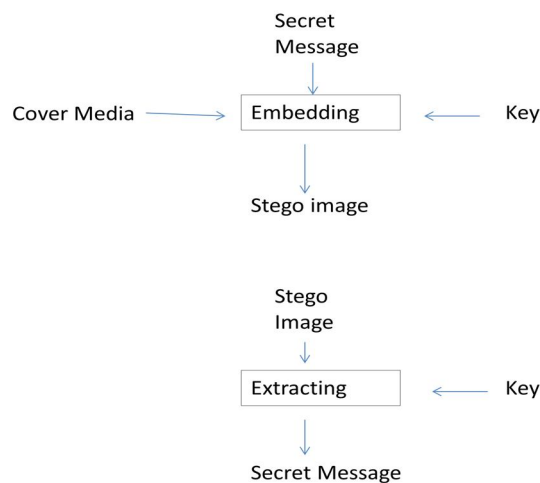 Secret
Message
Cover Media
Embedding
Key
Stego image
Stego
Image
Extracting
Key
Secret Message